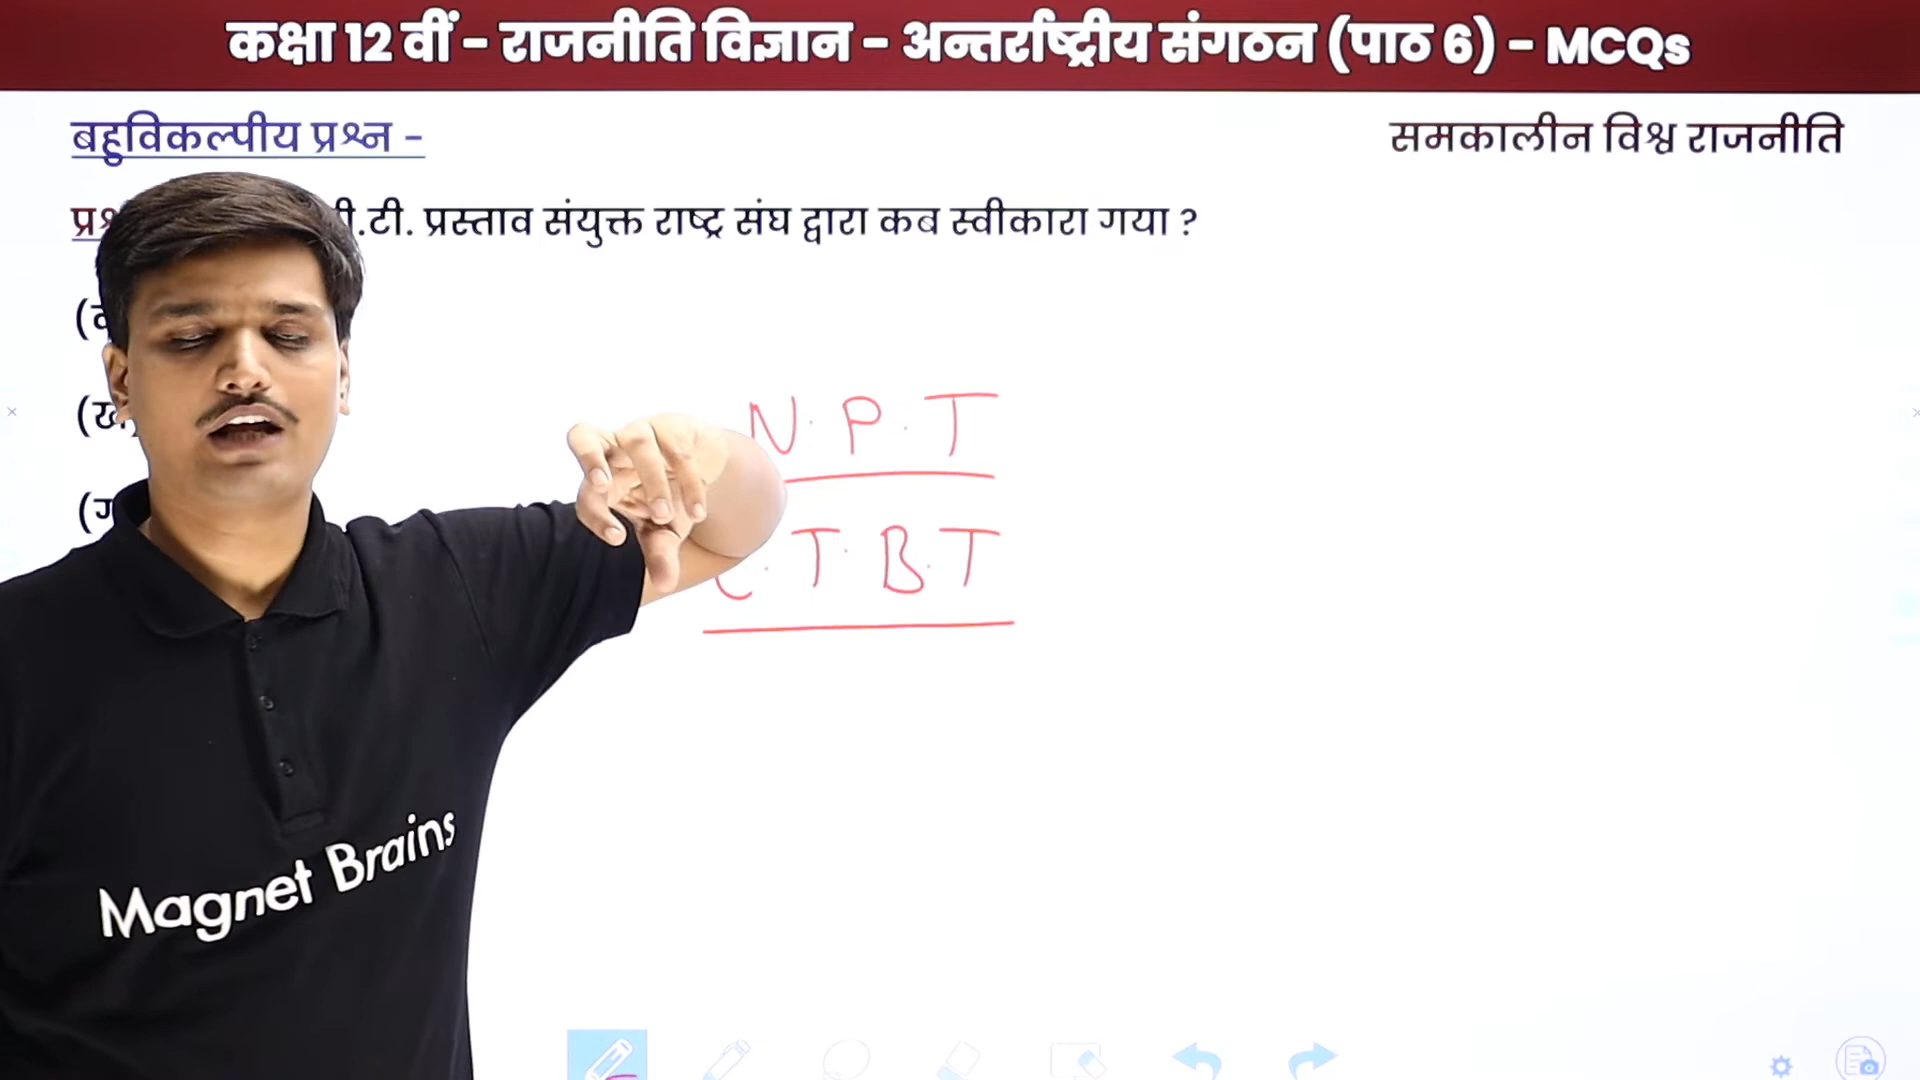 कक्षा 12 वीं - राजनीति विज्ञान - अन्तर्राष्ट्रीय संगठन (पाठ 6) - MCQs
बहुविकल्पीय प्रश्न -
समकालीन विश्व राजनीति
.टी. प्रस्ताव संयुक्त राष्ट्र संघ द्वारा कब स्वीकारा गया ?
N.P.T
T.B.T
Magnet Brains